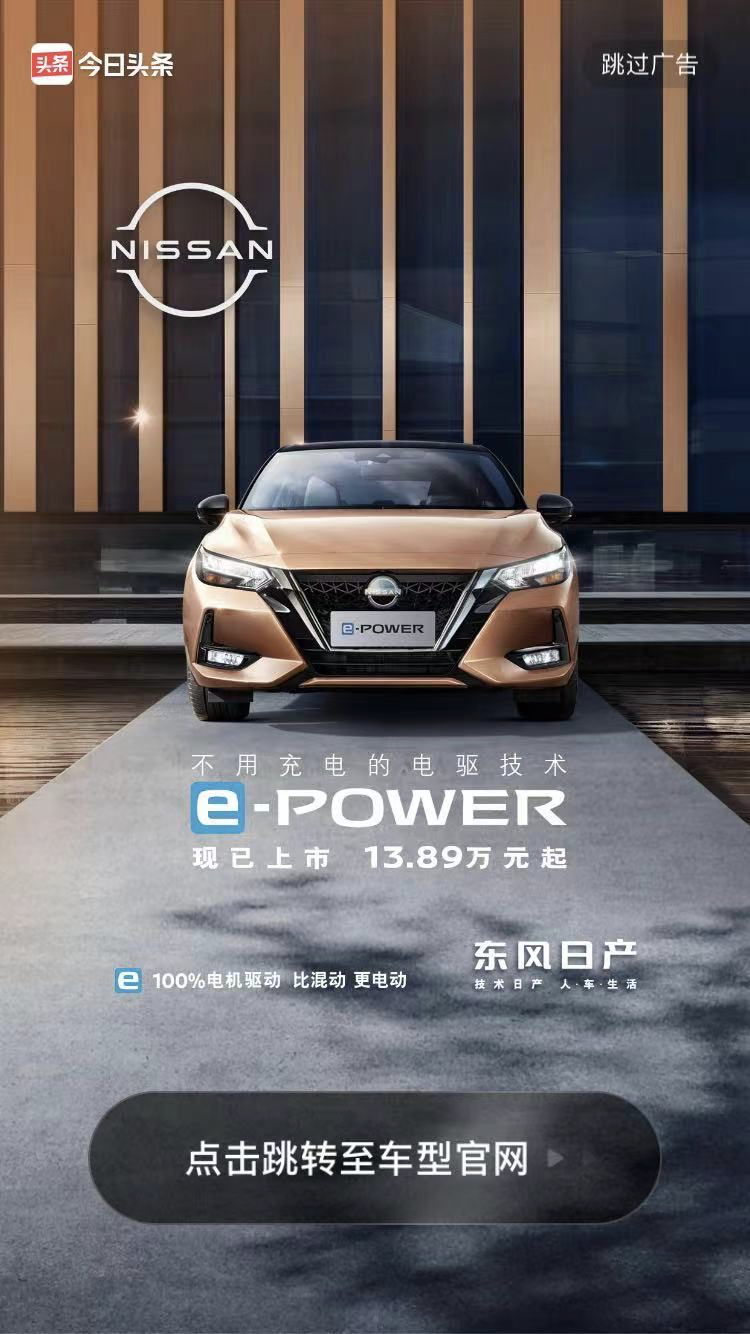 头条 今日头条
跳过广告
NISSAN
NISSAN
e-POWER
不用充电的电驱技术
e-POWER
现已上市 13.89万元起
东风日产
技术日产 人·车·生活
e 100%电机驱动 比混动 更电动
点击跳转至车型官网